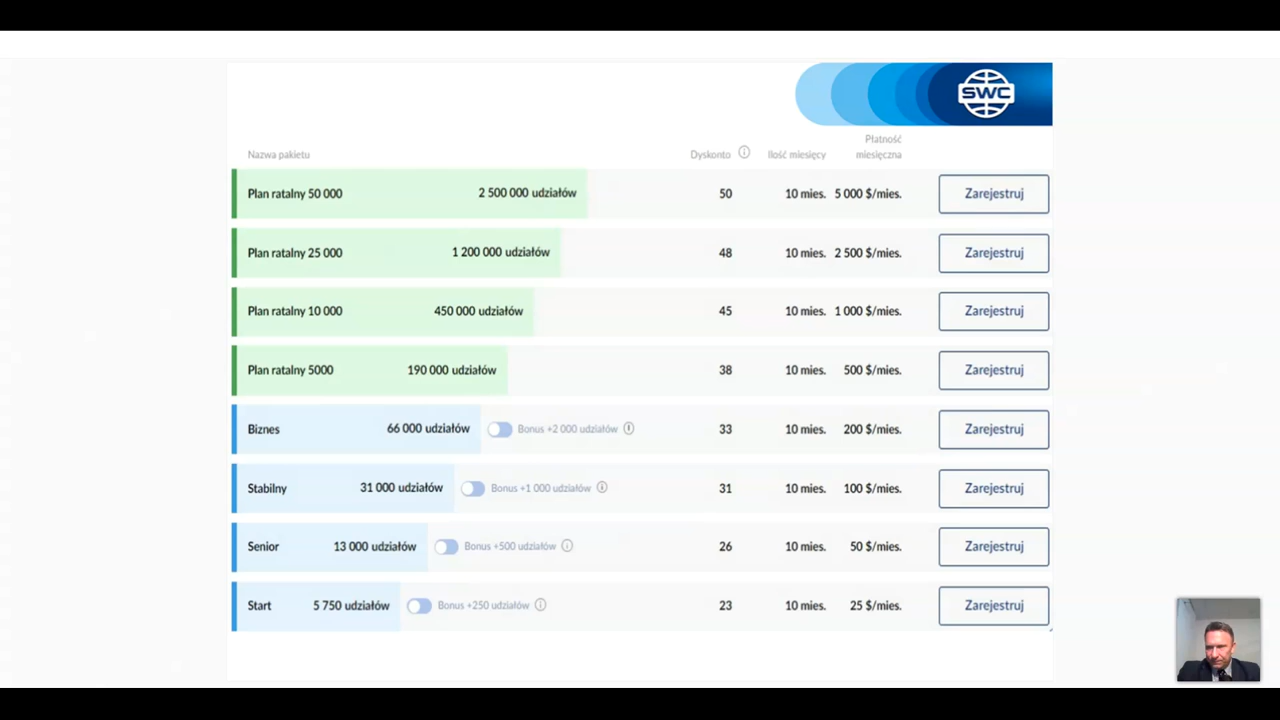 SWC
Nazwa pakietu Dyskonto Ilość miesięcy Płatność miesięczna
Plan ratalny 50 000 2 500 000 udziałów 50 10 mies. 5 000 $/mies. Zarejestruj
Plan ratalny 25 000 1 200 000 udziałów 48 10 mies. 2 500 $/mies. Zarejestruj
Plan ratalny 10 000 450 000 udziałów 45 10 mies. 1 000 $/mies. Zarejestruj
Plan ratalny 5000 190 000 udziałów 38 10 mies. 500 $/mies. Zarejestruj
Biznes 66 000 udziałów Bonus +2 000 udziałów 33 10 mies. 200 $/mies. Zarejestruj
Stabilny 31 000 udziałów Bonus +1 000 udziałów 31 10 mies. 100 $/mies. Zarejestruj
Senior 13 000 udziałów Bonus +500 udziałów 26 10 mies. 50 $/mies. Zarejestruj
Start 5 750 udziałów Bonus +250 udziałów 23 10 mies. 25 $/mies. Zarejestruj